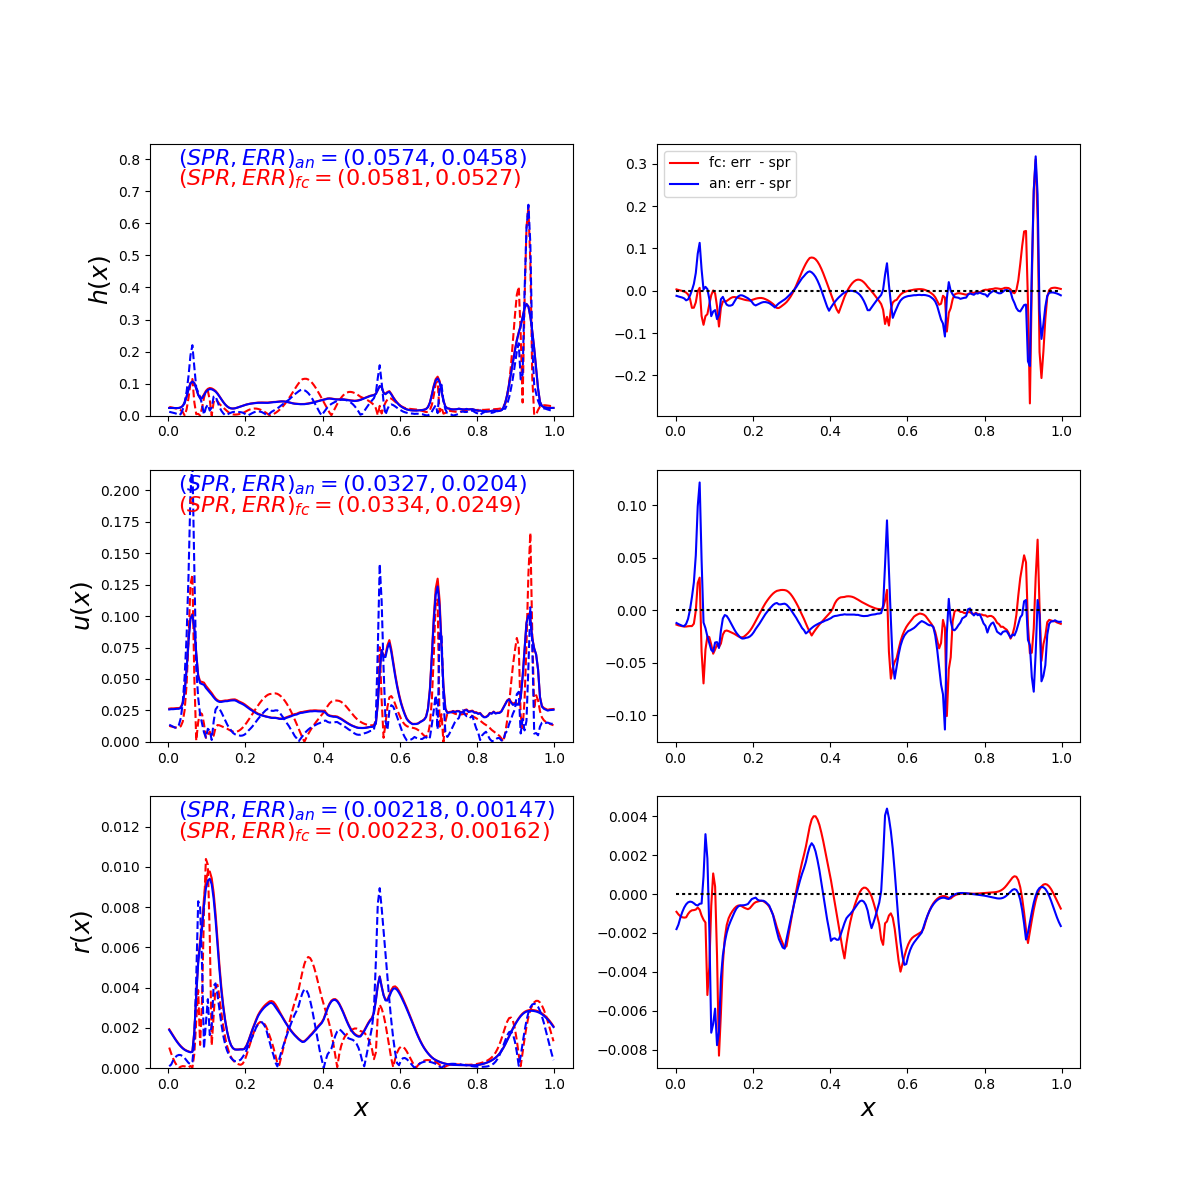 (SPR, ERR)an = (0.0574, 0.0458)
(SPR, ERR)fc = (0.0581, 0.0527)
h(x)
0.8
0.7
0.6
0.5
0.4
0.3
0.2
0.1
0.0
0.0 0.2 0.4 0.6 0.8 1.0
fc: err - spr
an: err - spr
0.3
0.2
0.1
0.0
−0.1
−0.2
0.0 0.2 0.4 0.6 0.8 1.0
(SPR, ERR)an = (0.0327, 0.0204)
(SPR, ERR)fc = (0.0334, 0.0249)
u(x)
0.200
0.175
0.150
0.125
0.100
0.075
0.050
0.025
0.000
0.0 0.2 0.4 0.6 0.8 1.0
0.10
0.05
0.00
−0.05
−0.10
0.0 0.2 0.4 0.6 0.8 1.0
(SPR, ERR)an = (0.00218, 0.00147)
(SPR, ERR)fc = (0.00223, 0.00162)
r(x)
0.012
0.010
0.008
0.006
0.004
0.002
0.000
0.0 0.2 0.4 0.6 0.8 1.0
x
0.004
0.002
0.000
−0.002
−0.004
−0.006
−0.008
0.0 0.2 0.4 0.6 0.8 1.0
x